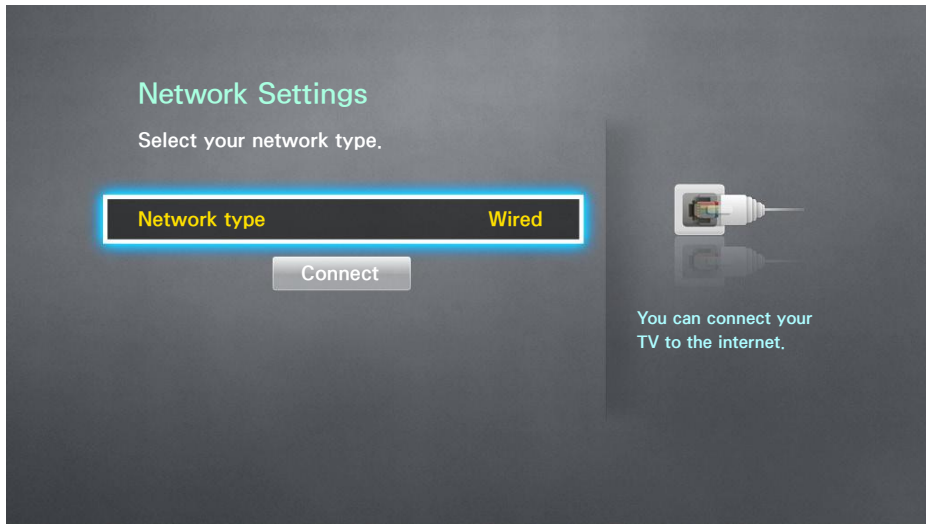 Network Settings
Select your network type.
Network type Wired
Connect
You can connect your
TV to the internet.